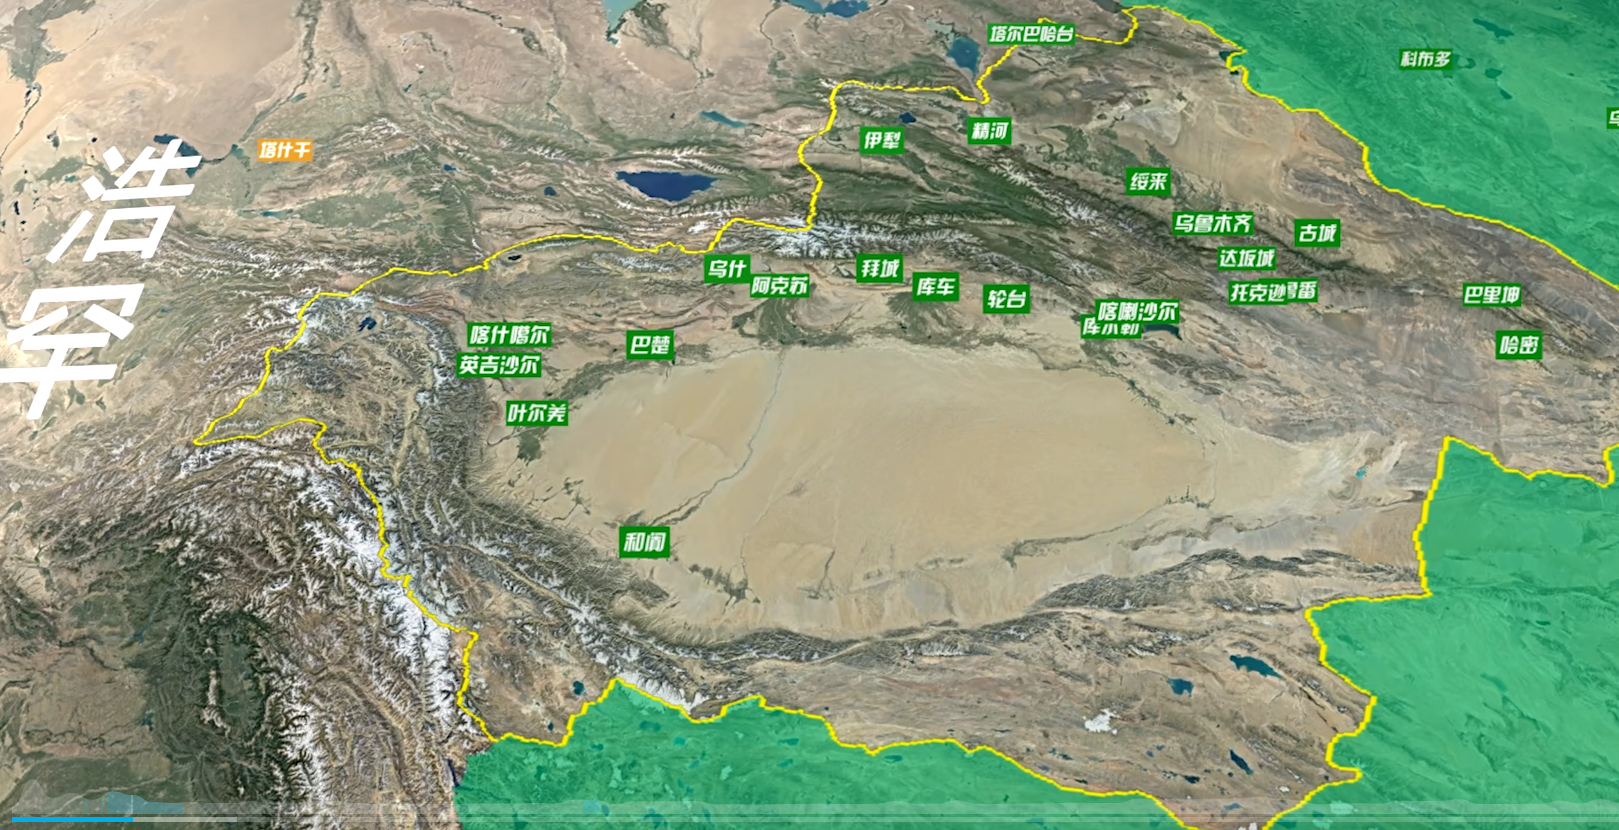 塔尔巴哈台
科布多
精河
伊犁
塔什干
浩罕
绥来
乌鲁木齐
古城
达坂城
乌什
拜城
阿克苏
库车
轮台
托克逊
番
巴里坤
喀喇沙尔
喀什噶尔
巴楚
哈密
英吉沙尔
叶尔羌
和阗